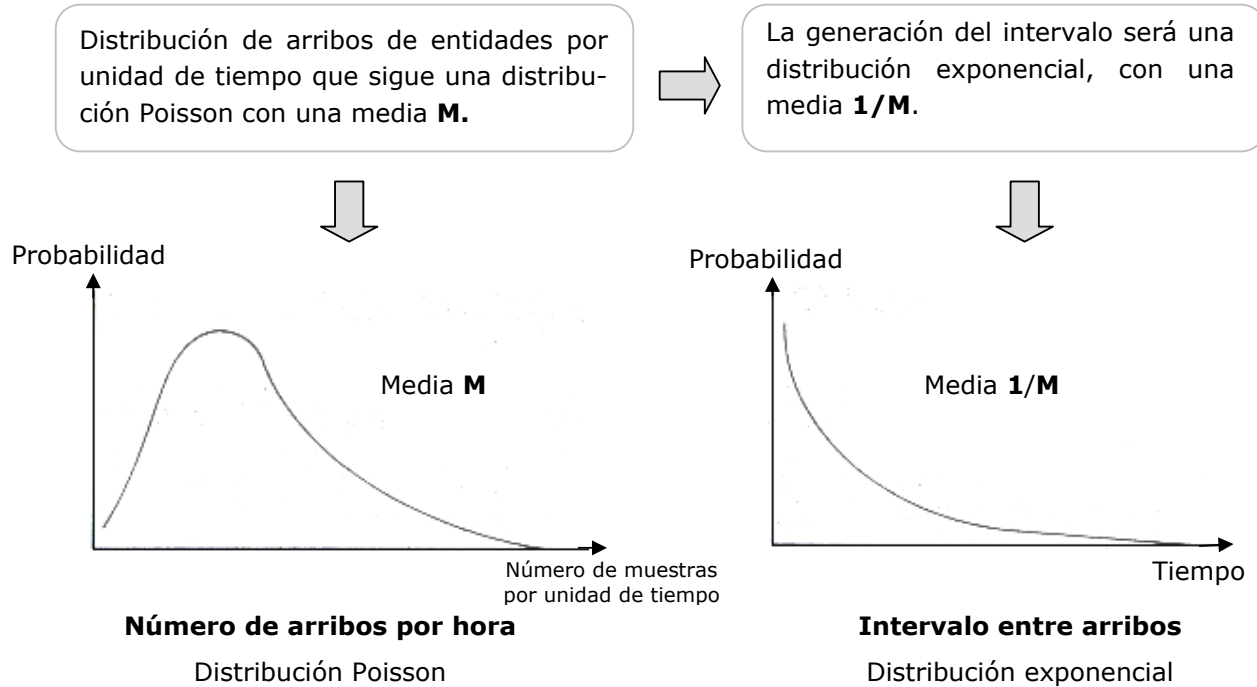 Distribución de arribos de entidades por
unidad de tiempo que sigue una distribu-
ción Poisson con una media M.
La generación del intervalo será una
distribución exponencial, con una
media 1/M.
Probabilidad
Media M
Número de muestras
por unidad de tiempo
Número de arribos por hora
Distribución Poisson
Probabilidad
Media 1/M
Tiempo
Intervalo entre arribos
Distribución exponencial